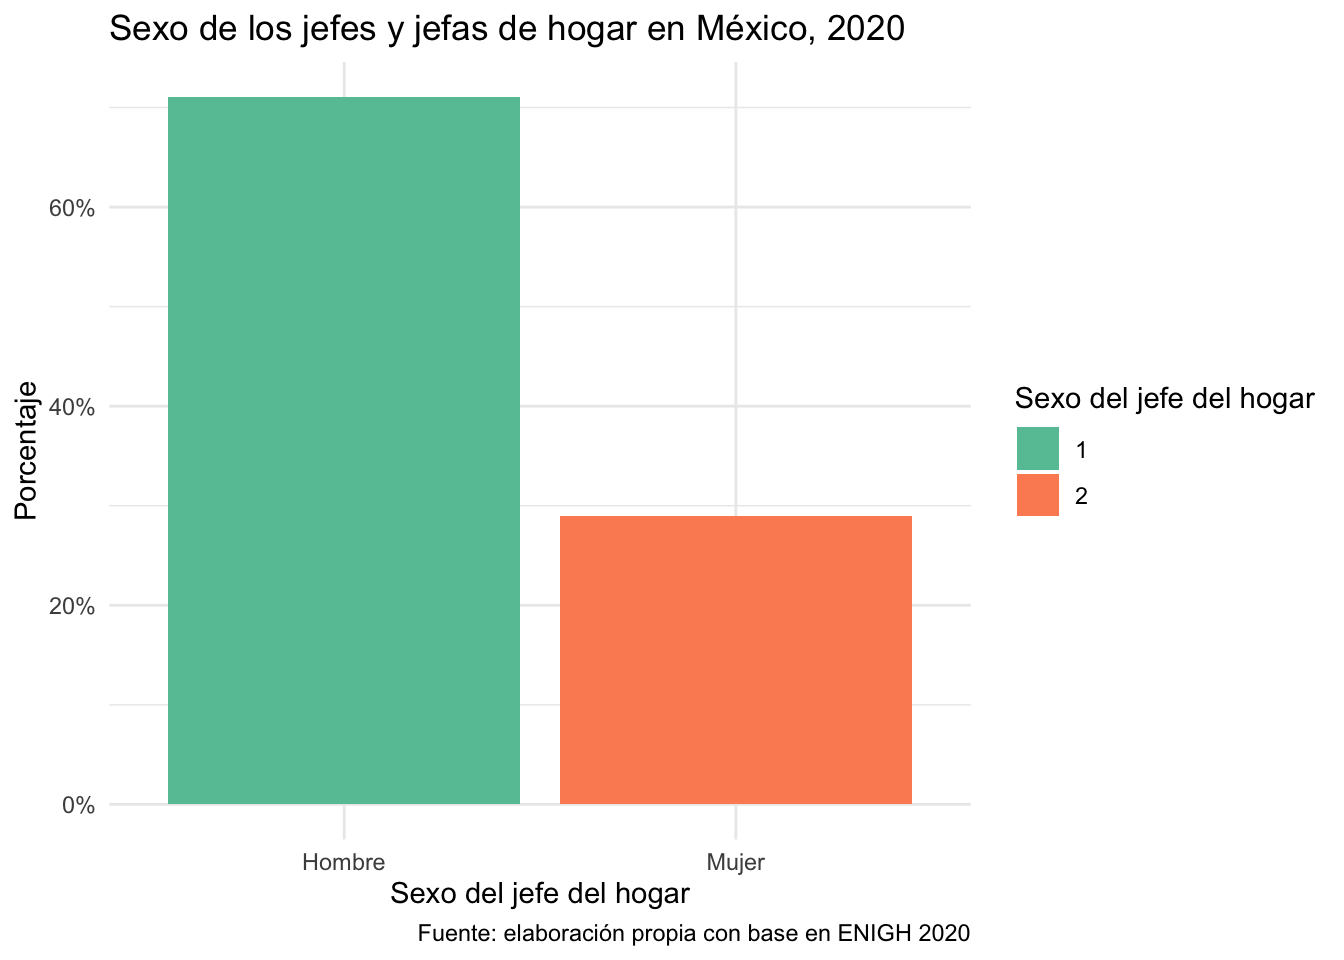 Sexo de los jefes y jefas de hogar en México, 2020
Porcentaje
60%
40%
20%
0%
Hombre
Mujer
Sexo del jefe del hogar
Fuente: elaboración propia con base en ENIGH 2020
Sexo del jefe del hogar
1
2